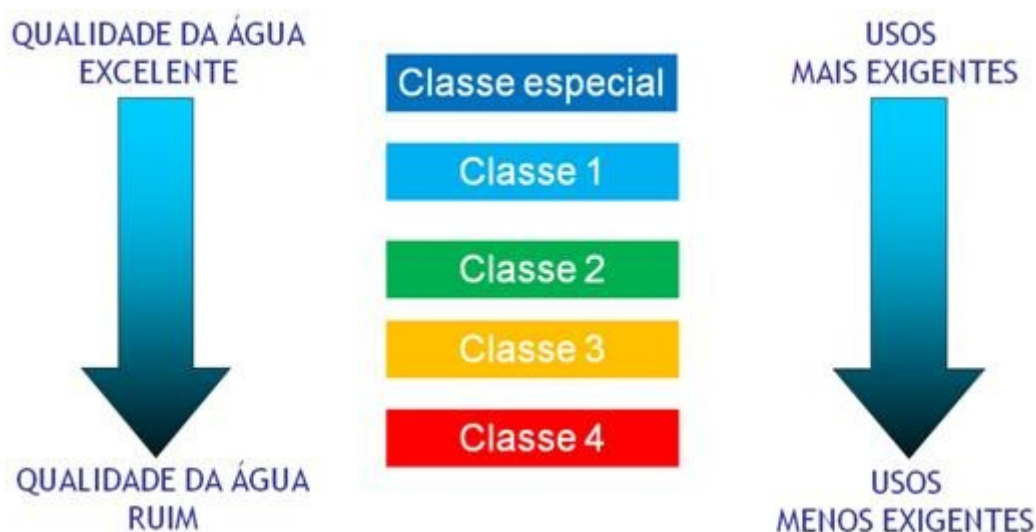 QUALIDADE DA ÁGUA
EXCELENTE
Classe especial
Classe 1
Classe 2
Classe 3
Classe 4
QUALIDADE DA ÁGUA
RUIM
USOS
MAIS EXIGENTES
USOS
MENOS EXIGENTES